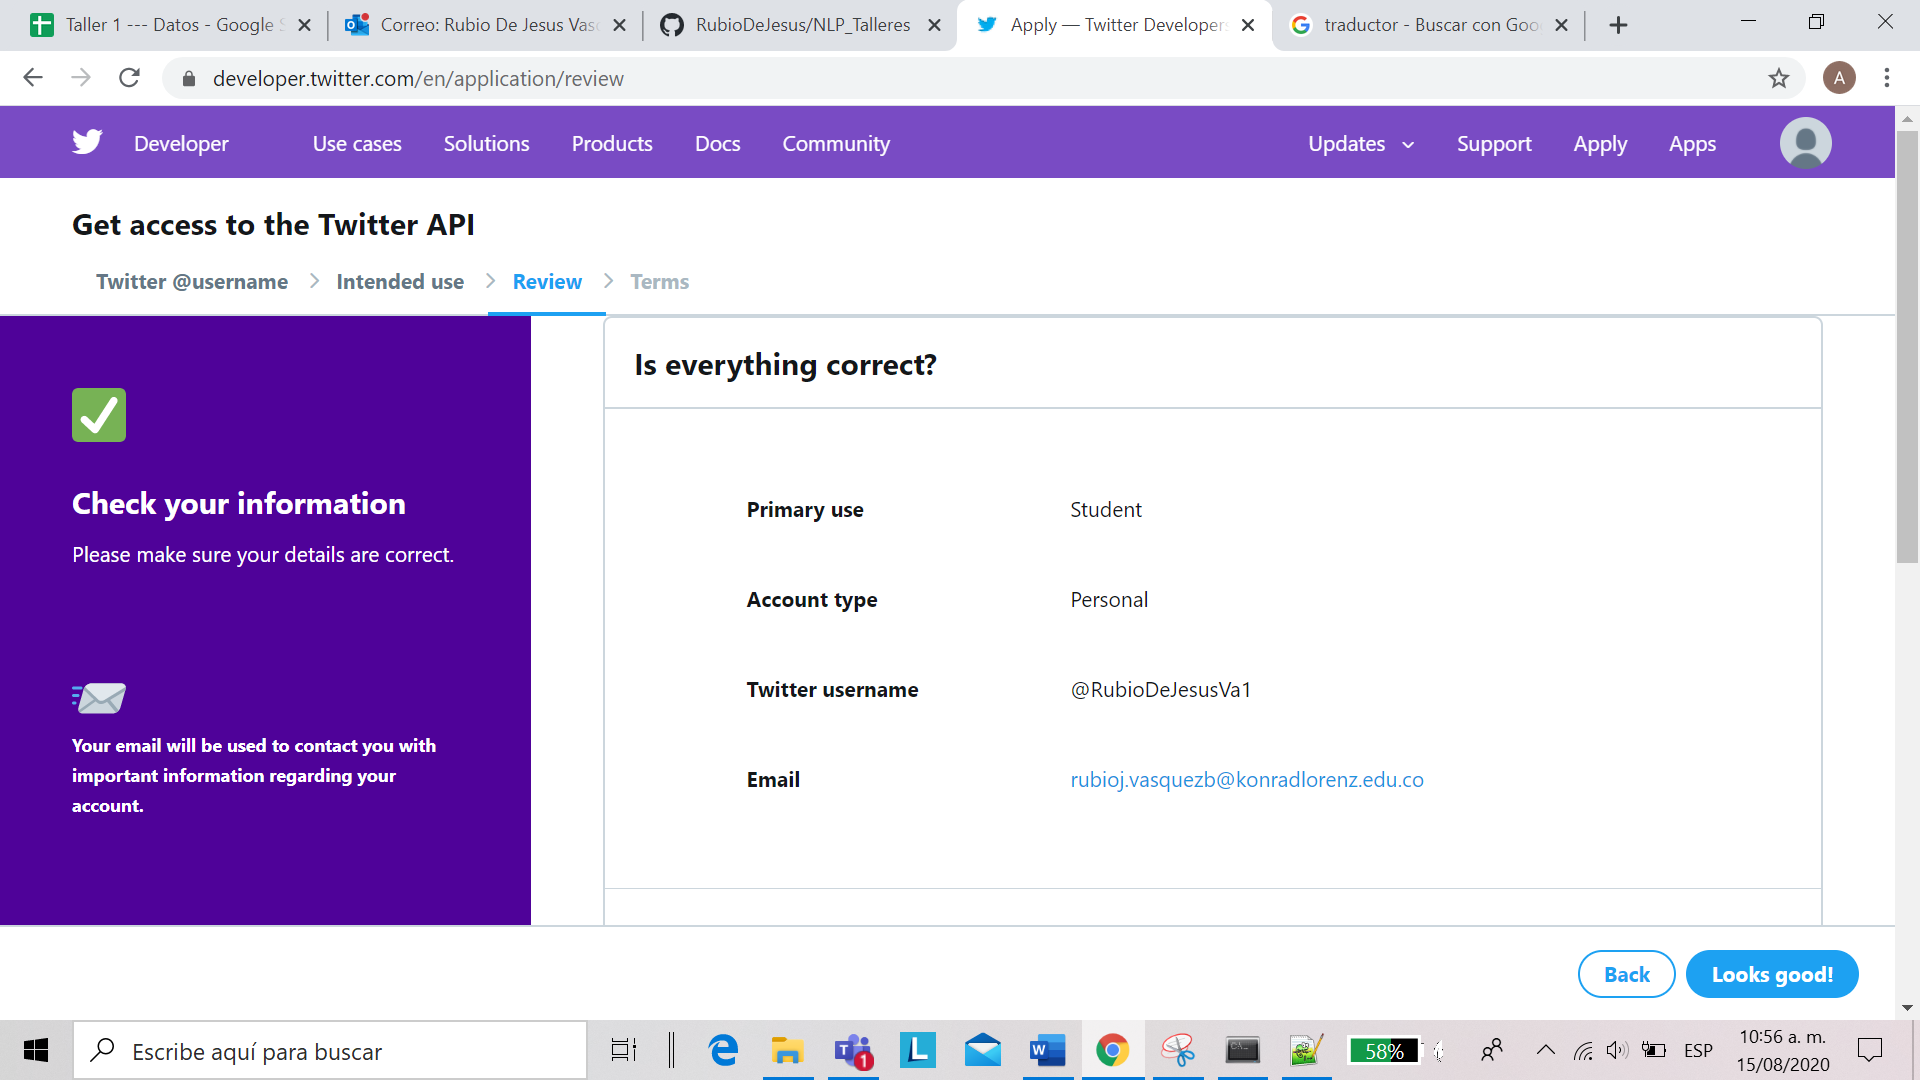 Taller 1 --- Datos - Google S
Correo: Rubio De Jesus Vas
RubioDeJesus/NLP_Talleres
Apply — Twitter Developers
traductor - Buscar con Goo
developer.twitter.com/en/application/review
A
Developer
Use cases
Solutions
Products
Docs
Community
Updates
Support
Apply
Apps
Get access to the Twitter API
Twitter @username
Intended use
Review
Terms
Check your information
Please make sure your details are correct.
Your email will be used to contact you with
important information regarding your
account.
Is everything correct?
Primary use
Student
Account type
Personal
Twitter username
@RubioDeJesusVa1
Email
rubioj.vasquezb@konradlorenz.edu.co
Back
Looks good!
Escribe aquí para buscar
1
58%
ESP
10:56 a. m.
15/08/2020